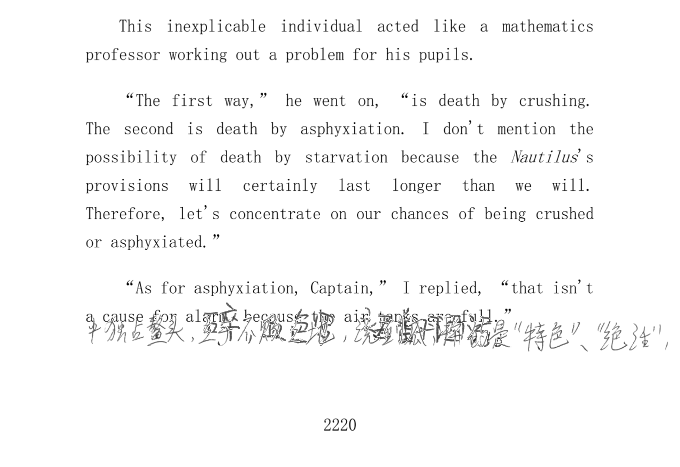 This inexplicable individual acted like a mathematics
professor working out a problem for his pupils.
“The first way,” he went on, “is death by crushing.
The second is death by asphyxiation. I don't mention the
possibility of death by starvation because the Nautilus's
provisions will certainly last longer than we will.
Therefore, let's concentrate on our chances of being crushed
or asphyxiated.”
“As for asphyxiation, Captain,” I replied, “that isn't
a cause for alarm because the air tanks are full.”
独占鳌头, “特色”、“绝活”,
2220